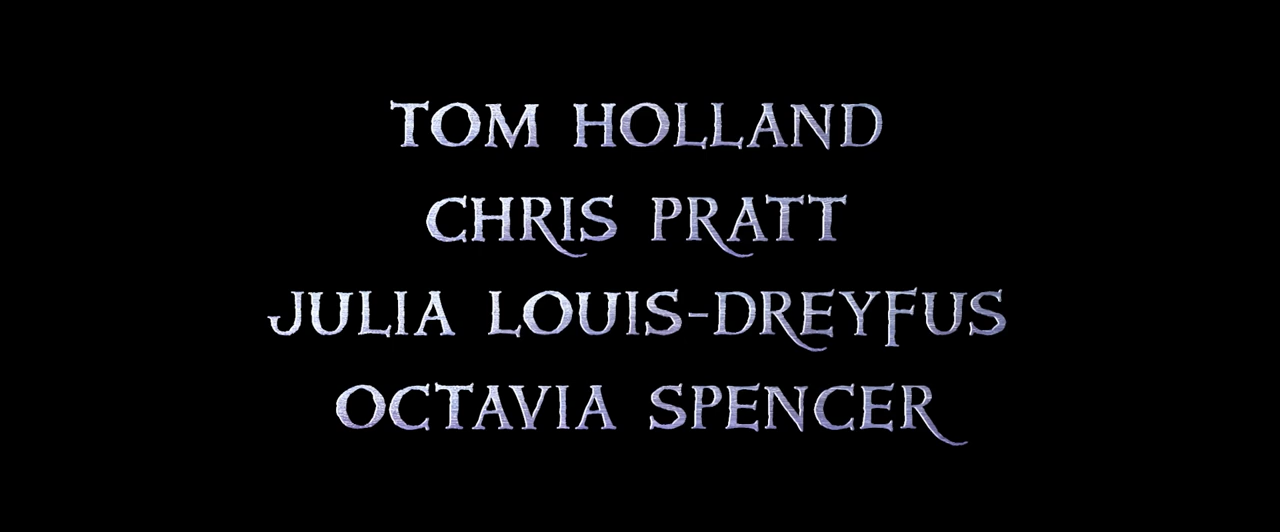 TOM HOLLAND
CHRIS PRATT
JULIA LOUIS-DREYFUS
OCTAVIA SPENCER